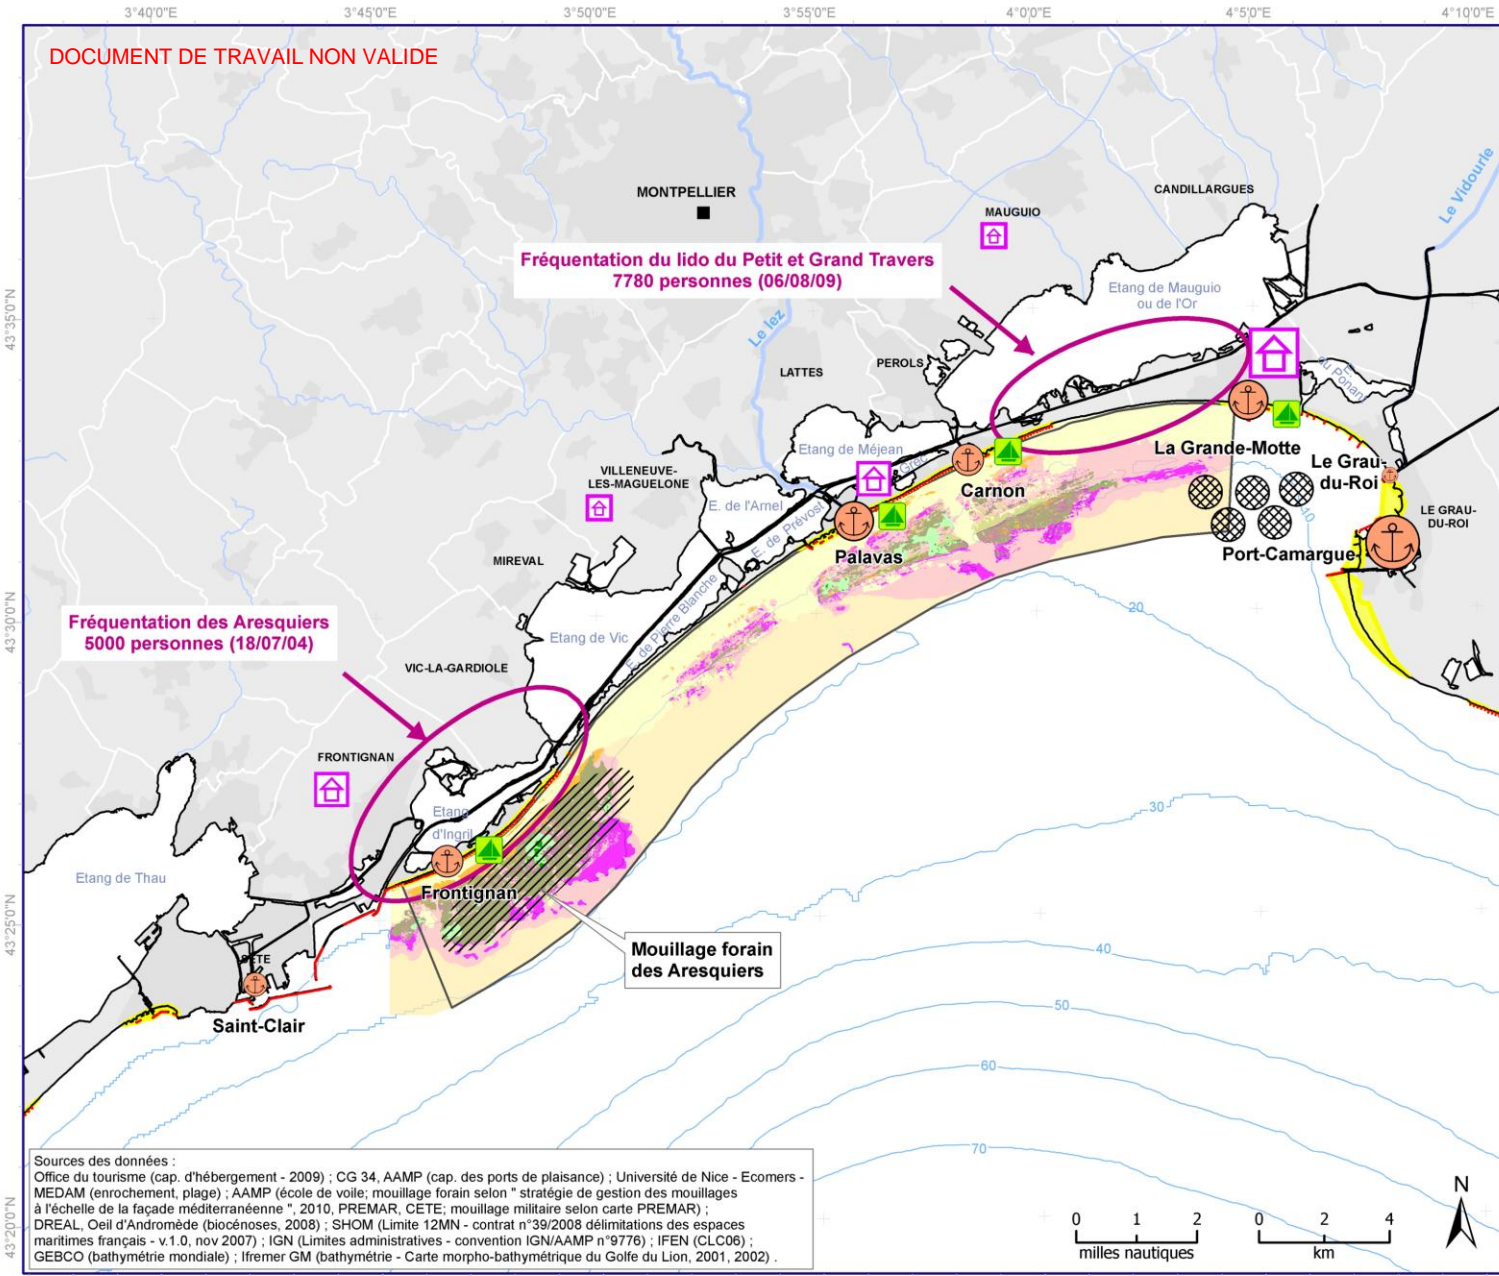 3°40'0"E
3°45'0"E
3°50'0"E
3°55'0"E
4°0'0"E
4°5'0"E
4°10'0"E
DOCUMENT DE TRAVAIL NON VALIDE
Le Vidourle
CANDILLARGUES
MONTPELLIER
MAUGUIO
Fréquentation du lido du Petit et Grand Travers
7780 personnes (06/08/09)
Etang de Mauguio
ou de l'Or
43°35'0"N
Le lez
PEROLS
LATTES
E.
du Ponant
Etang de Méjean
Grec
La Grande-Motte
Le Grau-
du-Roi
VILLENEUVE-
LES-MAGUELONE
Carnon
E. de l'Arnel
E. de Prévost
10
LE GRAU-
DU-ROI
Palavas
Port-Camargue
MIREVAL
20
43°30'0"N
Fréquentation des Aresquiers
5000 personnes (18/07/04)
Etang de Vic
E. de Pierre Blanche
VIC-LA-GARDIOLE
FRONTIGNAN
30
Etang
d'Ingril
Etang de Thau
Frontignan
43°25'0"N
Mouillage forain
des Aresquiers
40
SETE
50
Saint-Clair
60
70
Sources des données :
Office du tourisme (cap. d'hébergement - 2009) ; CG 34, AAMP (cap. des ports de plaisance) ; Université de Nice - Ecomers -
MEDAM (enrochement, plage) ; AAMP (école de voile; mouillage forain selon " stratégie de gestion des mouillages
à l'échelle de la façade méditerranéenne ", 2010, PREMAR, CETE; mouillage militaire selon carte PREMAR) ;
DREAL, Oeil d'Andromède (biocénoses, 2008) ; SHOM (Limite 12MN - contrat n°39/2008 délimitations des espaces
maritimes français - v.1.0, nov 2007) ; IGN (Limites administratives - convention IGN/AAMP n°9776) ; IFEN (CLC06) ;
GEBCO (bathymétrie mondiale) ; Ifremer GM (bathymétrie - Carte morpho-bathymétrique du Golfe du Lion, 2001, 2002) .
43°20'0"N
0 1 2
milles nautiques
0 2 4
km
N